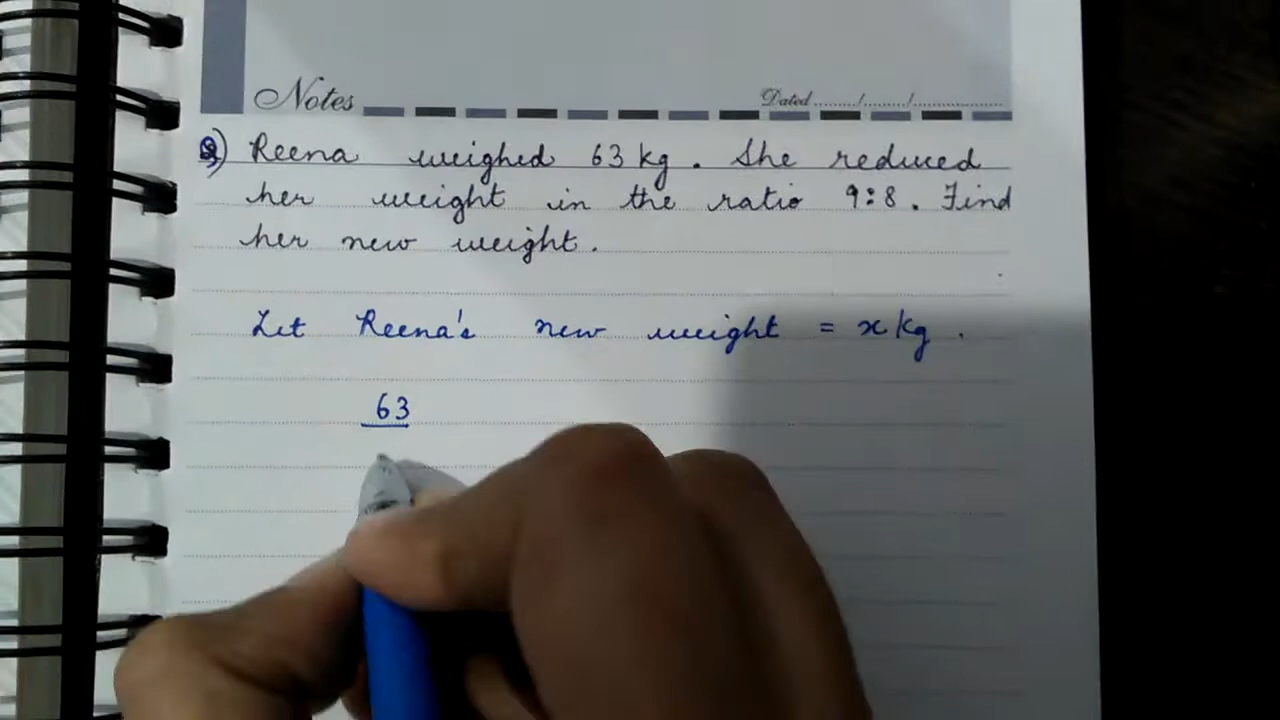 Notes
Dated ......../......../..................
Q) Reena weighed 63 kg. She reduced
her weight in the ratio 9:8. Find
her new weight.
Let Reena's new weight = x kg.
63